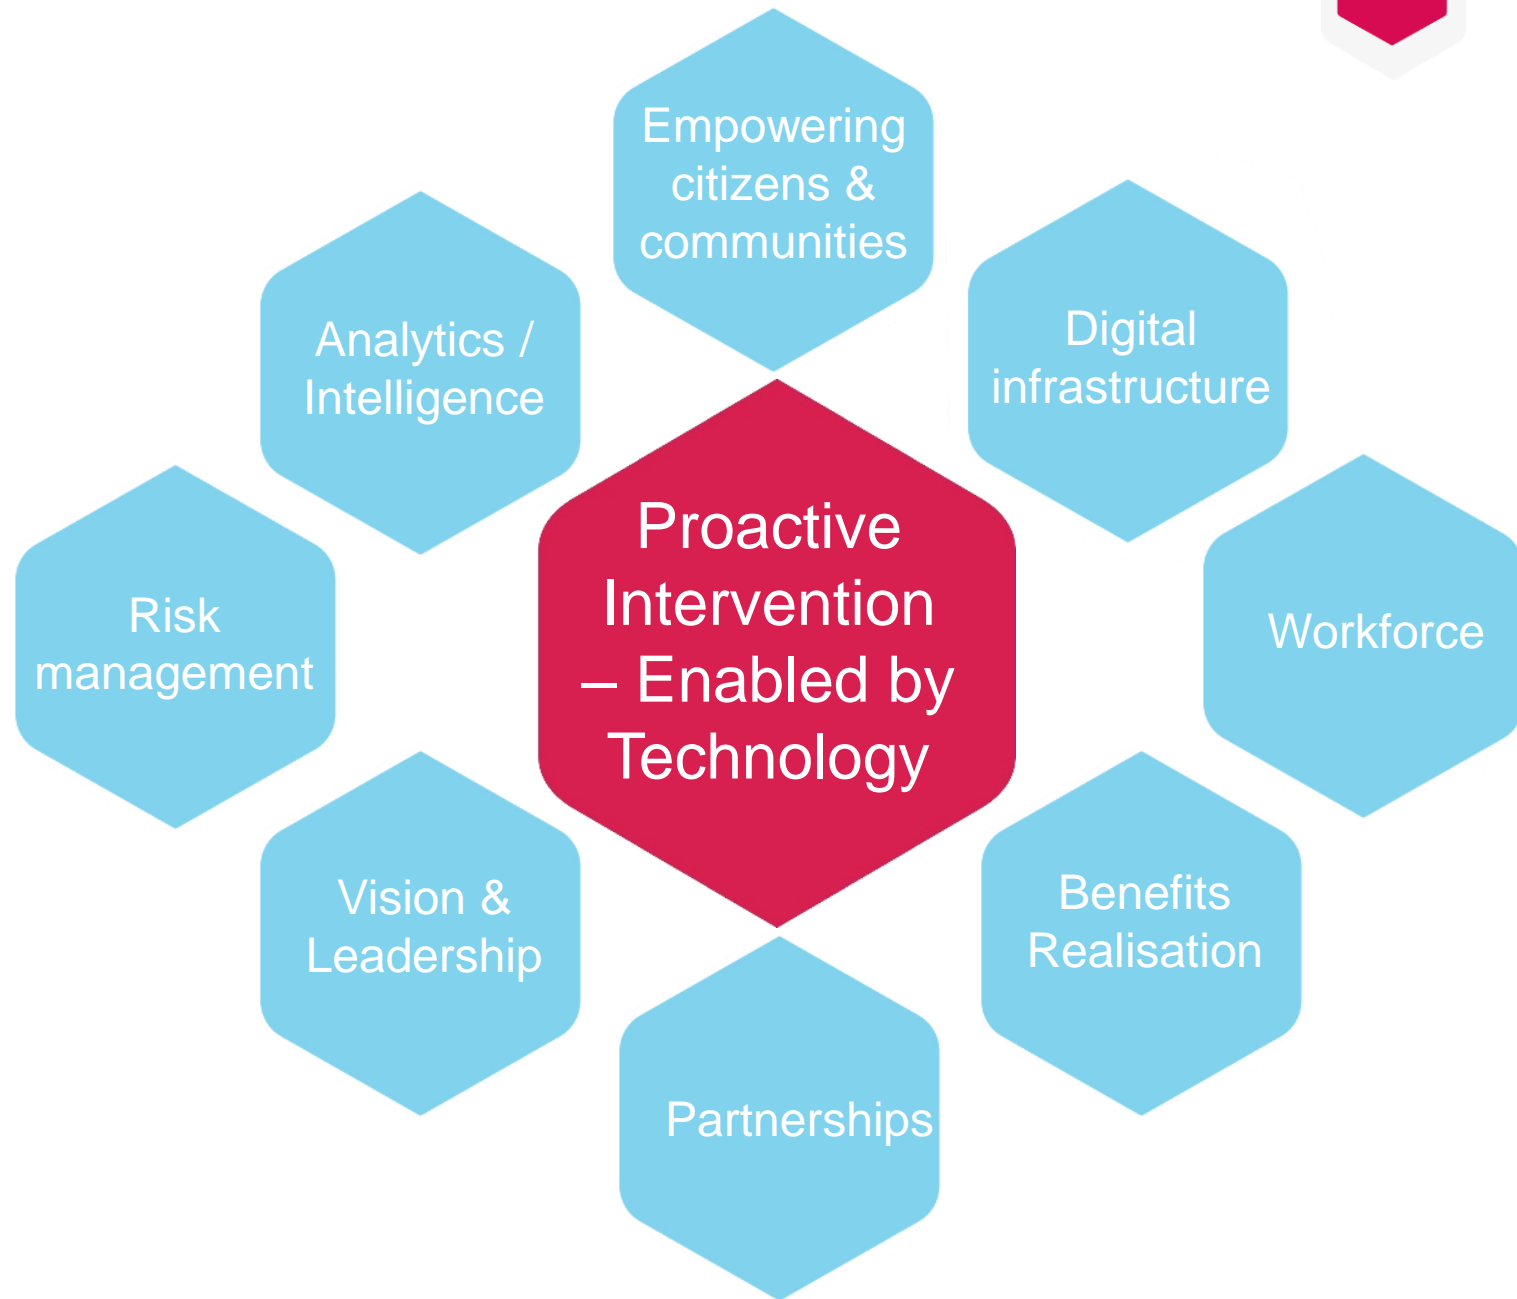 Empowering
citizens &
communities
Analytics /
Intelligence
Digital
infrastructure
Proactive
Intervention
– Enabled by
Technology
Risk
management
Workforce
Vision &
Leadership
Benefits
Realisation
Partnerships